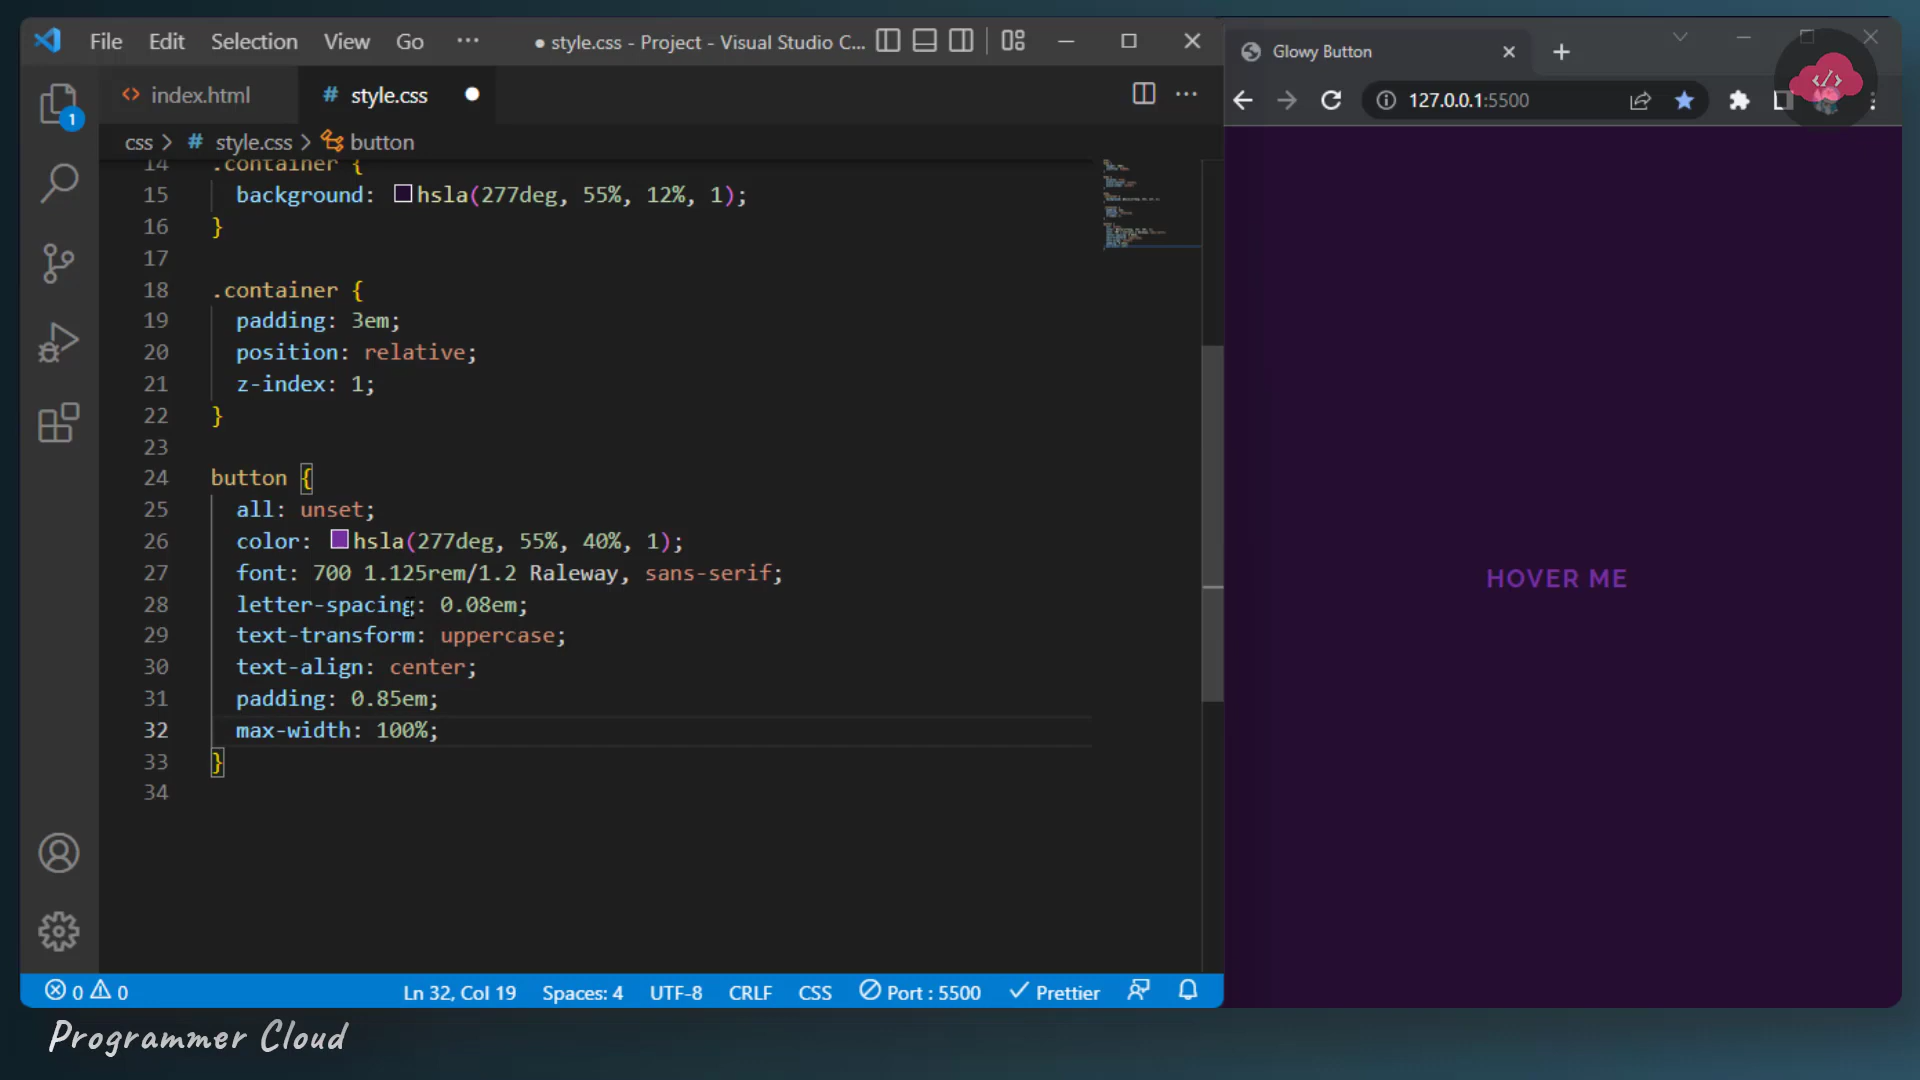 File Edit Selection View Go ··· ● style.css - Project - Visual Studio C...
index.html
# style.css ●
css > # style.css > button
14 .container {
15 background: hsla(277deg, 55%, 12%, 1);
16 }
17
18 .container {
19 padding: 3em;
20 position: relative;
21 z-index: 1;
22 }
23
24 button {
25 all: unset;
26 color: hsla(277deg, 55%, 40%, 1);
27 font: 700 1.125rem/1.2 Raleway, sans-serif;
28 letter-spacing: 0.08em;
29 text-transform: uppercase;
30 text-align: center;
31 padding: 0.85em;
32 max-width: 100%;
33 }
34
1
0 0 Ln 32, Col 19 Spaces: 4 UTF-8 CRLF CSS Port : 5500 Prettier
Glowy Button
127.0.0.1:5500
HOVER ME
Programmer Cloud